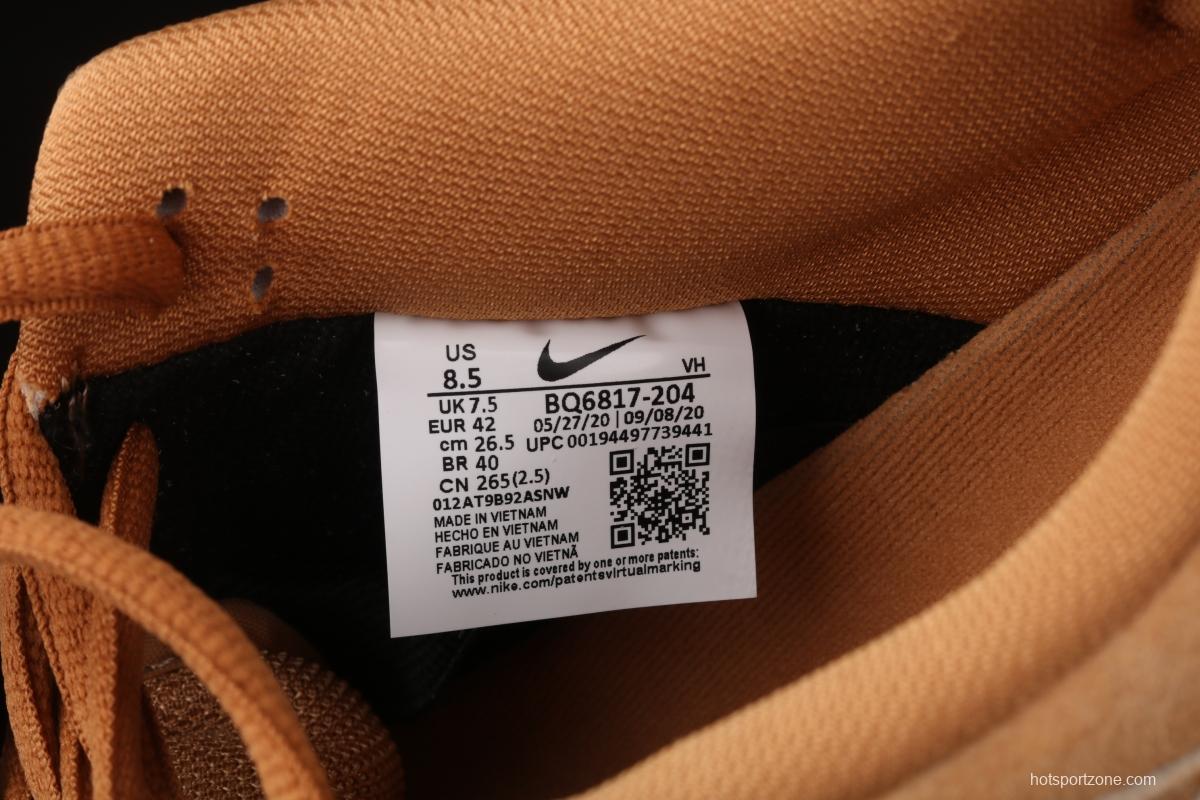 US
8.5
VH
UK 7.5
BQ6817-204
EUR 42
05/27/20 | 09/08/20
cm 26.5
UPC 00194497739441
BR 40
CN 265(2.5)
012AT9B92ASNW
MADE IN VIETNAM
HECHO EN VIETNAM
FABRIQUE AU VIETNAM
FABRICADO NO VIETNÃ
This product is covered by one or more patents:
www.nike.com/patentsvirtualmarking
hotsportzone.com